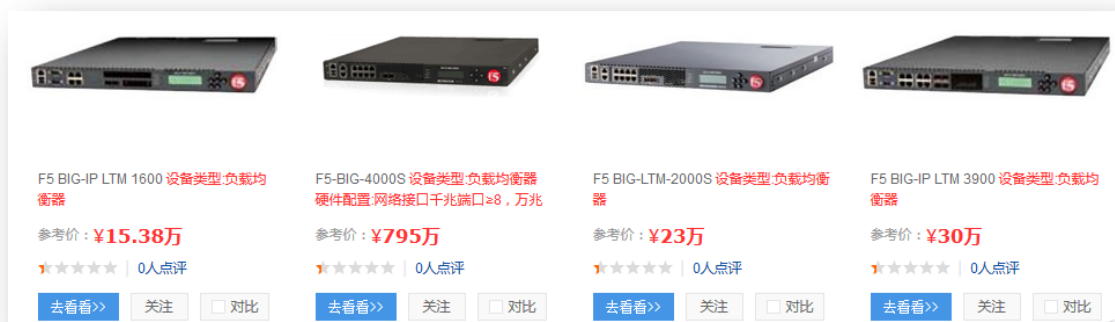 F5 BIG-IP LTM 1600 设备类型:负载均
衡器
参考价：¥15.38万
0人点评
去看看>> 关注 对比
F5-BIG-4000S 设备类型:负载均衡器
硬件配置:网络接口千兆端口≥8，万兆
参考价：¥795万
0人点评
去看看>> 关注 对比
F5 BIG-LTM-2000S 设备类型:负载均衡
器
参考价：¥23万
0人点评
去看看>> 关注 对比
F5 BIG-IP LTM 3900 设备类型:负载均
衡器
参考价：¥30万
0人点评
去看看>> 关注 对比